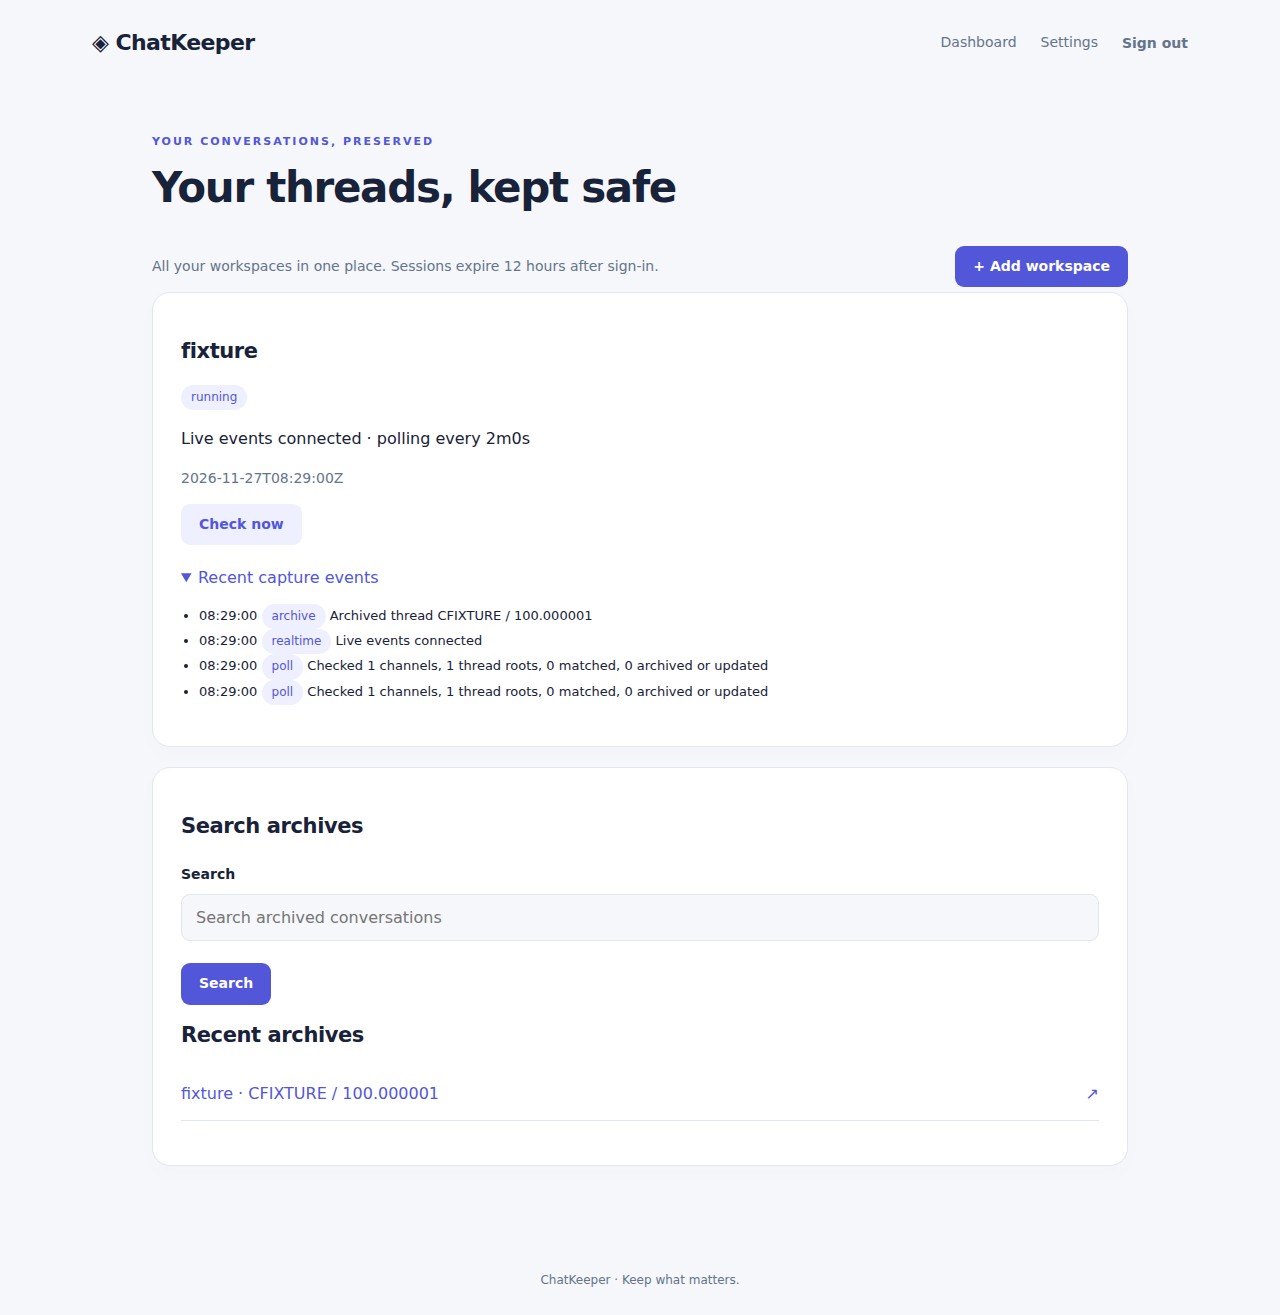 ◈ ChatKeeper
Dashboard Settings Sign out
YOUR CONVERSATIONS, PRESERVED
Your threads, kept safe
All your workspaces in one place. Sessions expire 12 hours after sign-in.
+ Add workspace
fixture
running
Live events connected · polling every 2m0s
2026-11-27T08:29:00Z
Check now
▼ Recent capture events
• 08:29:00 archive Archived thread CFIXTURE / 100.000001
• 08:29:00 realtime Live events connected
• 08:29:00 poll Checked 1 channels, 1 thread roots, 0 matched, 0 archived or updated
• 08:29:00 poll Checked 1 channels, 1 thread roots, 0 matched, 0 archived or updated
Search archives
Search
Search archived conversations
Search
Recent archives
fixture · CFIXTURE / 100.000001 ↗
ChatKeeper · Keep what matters.